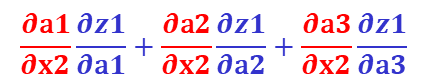 ∂a1/∂x2 ∂z1/∂a1 + ∂a2/∂x2 ∂z1/∂a2 + ∂a3/∂x2 ∂z1/∂a3